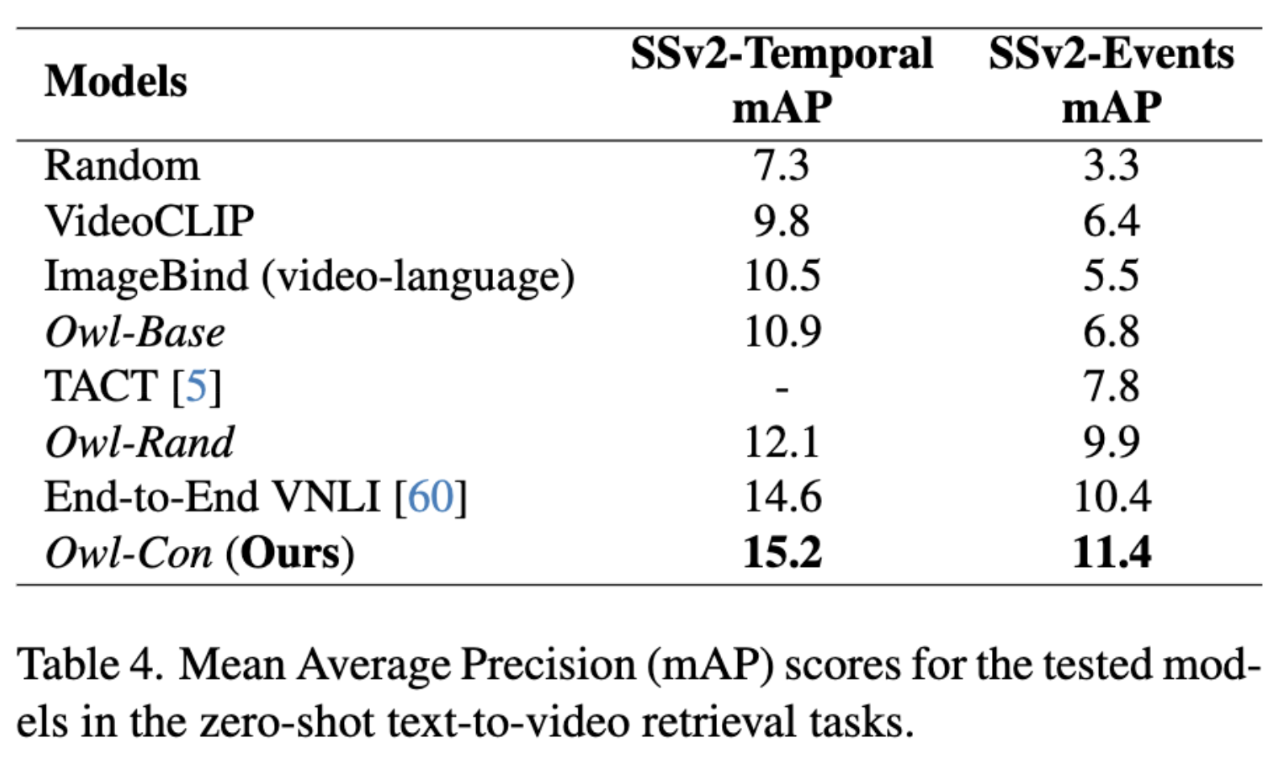 Models SSv2-Temporal mAP SSv2-Events mAP
Random 7.3 3.3
VideoCLIP 9.8 6.4
ImageBind (video-language) 10.5 5.5
Owl-Base 10.9 6.8
TACT [5] - 7.8
Owl-Rand 12.1 9.9
End-to-End VNLI [60] 14.6 10.4
Owl-Con (Ours) 15.2 11.4
Table 4. Mean Average Precision (mAP) scores for the tested mod-
els in the zero-shot text-to-video retrieval tasks.